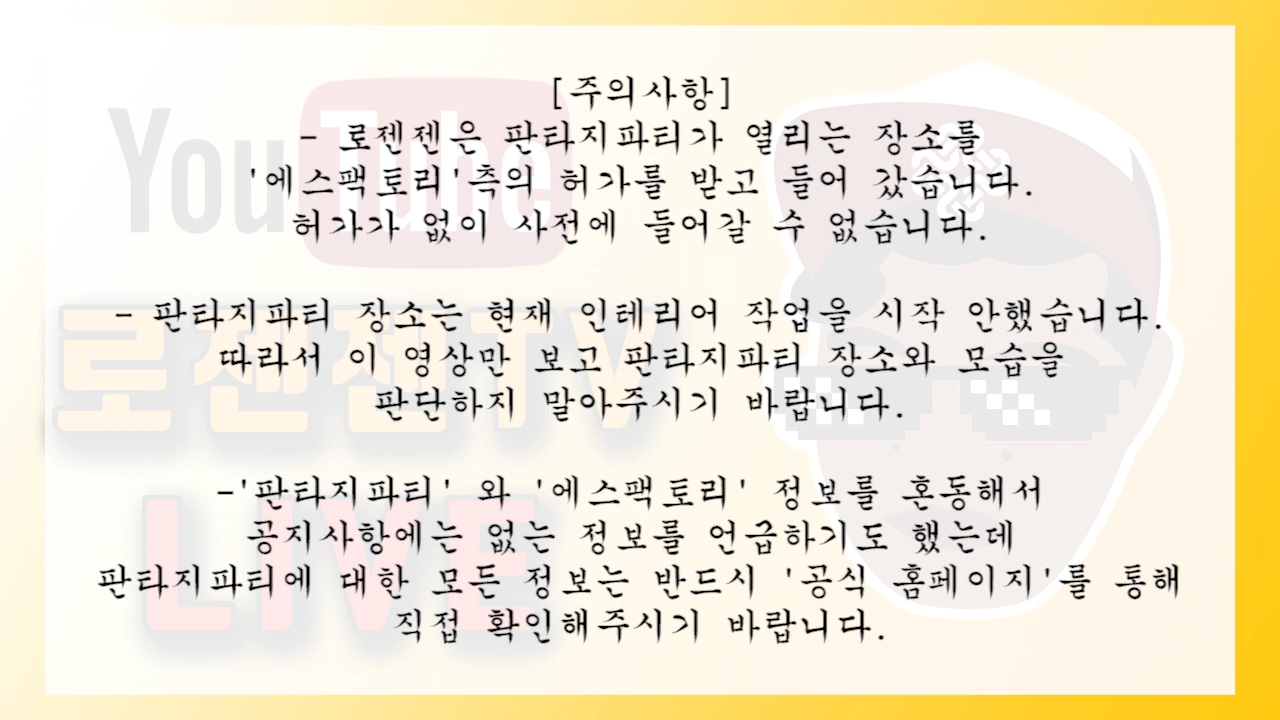 [주의사항]
- 로젠젠은 판타지파티가 열리는 장소를
'에스팩토리'측의 허가를 받고 들어 갔습니다.
허가가 없이 사전에 들어갈 수 없습니다.
- 판타지파티 장소는 현재 인테리어 작업을 시작 안했습니다.
따라서 이 영상만 보고 판타지파티 장소와 모습을
판단하지 말아주시기 바랍니다.
-'판타지파티' 와 '에스팩토리' 정보를 혼동해서
공지사항에는 없는 정보를 언급하기도 했는데
판타지파티에 대한 모든 정보는 반드시 '공식 홈페이지'를 통해
직접 확인해주시기 바랍니다.
YouTube
로젠젠TV
LIVE